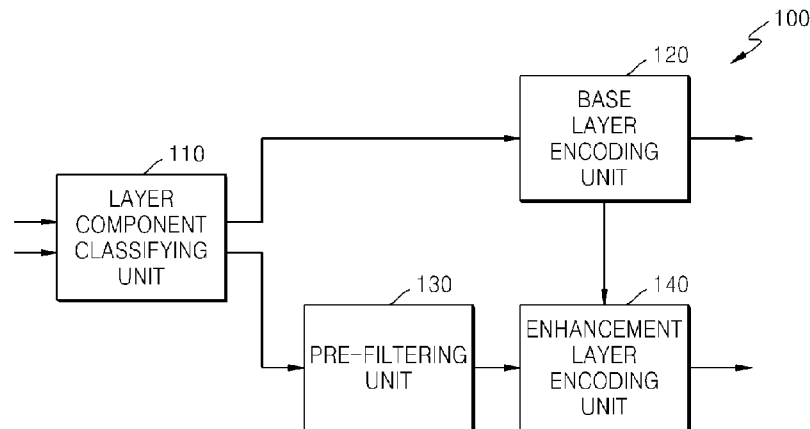 100
120
BASE
LAYER
ENCODING
UNIT
110
LAYER
COMPONENT
CLASSIFYING
UNIT
130
PRE-FILTERING
UNIT
140
ENHANCEMENT
LAYER
ENCODING
UNIT